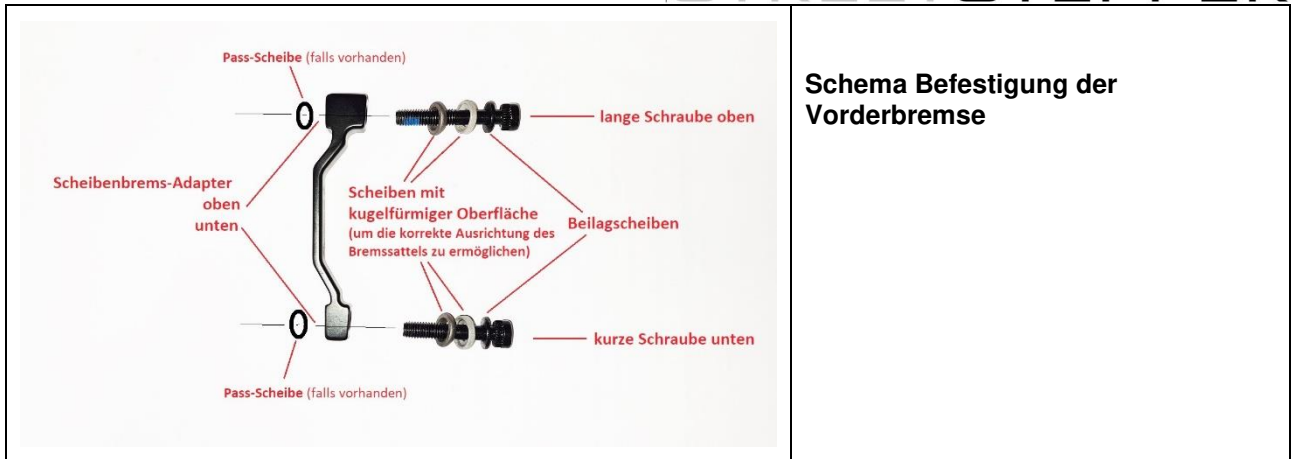 Pass-Scheibe (falls vorhanden)
lange Schraube oben
Scheibenbrems-Adapter
oben
unten
Scheiben mit
kugelfürmiger Oberfläche
(um die korrekte Ausrichtung des
Bremssattels zu ermöglichen)
Beilagscheiben
kurze Schraube unten
Pass-Scheibe (falls vorhanden)
Schema Befestigung der
Vorderbremse